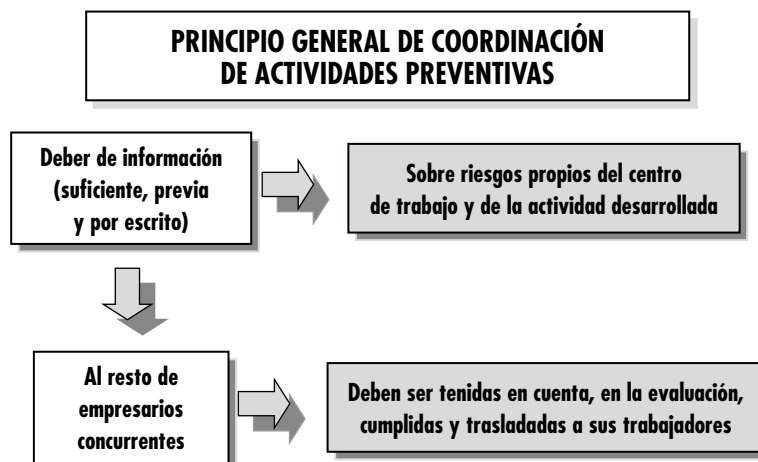 PRINCIPIO GENERAL DE COORDINACIÓN
DE ACTIVIDADES PREVENTIVAS
Deber de información
(suficiente, previa
y por escrito)
Sobre riesgos propios del centro
de trabajo y de la actividad desarrollada
Al resto de
empresarios
concurrentes
Deben ser tenidas en cuenta, en la evaluación,
cumplidas y trasladadas a sus trabajadores